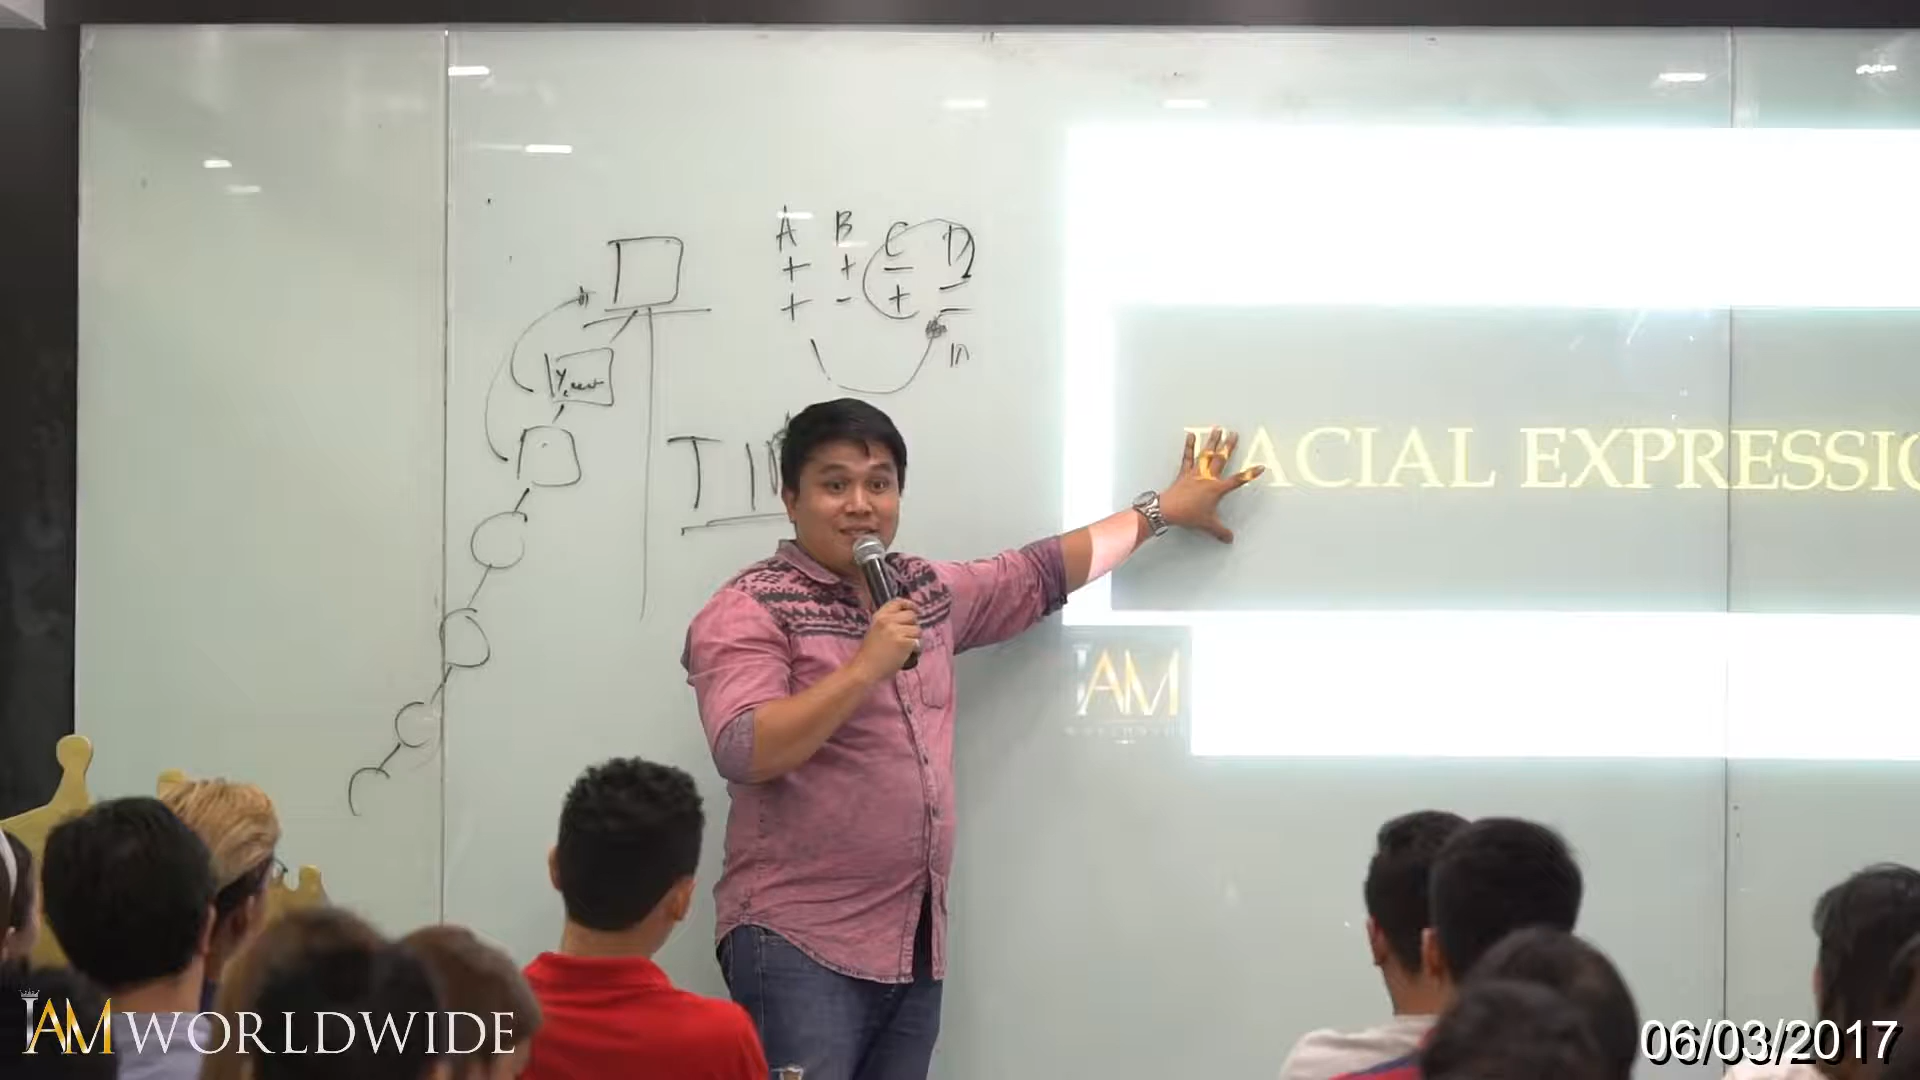 A B C D
+ + - -
+ - + -
FACIAL EXPRESSIO
IAM
IAM WORLDWIDE
06/03/2017